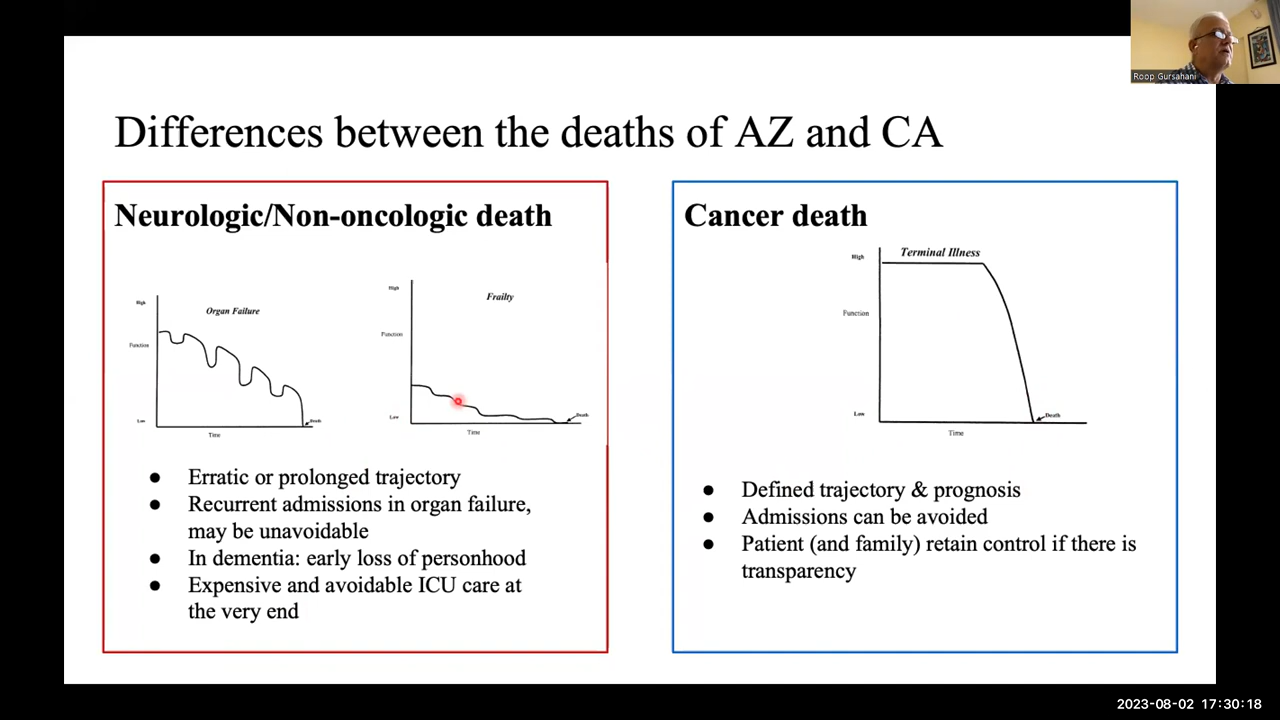 Roop Gursahani
Differences between the deaths of AZ and CA
Neurologic/Non-oncologic death
High
Organ Failure
Function
Low
Death
Time
High
Frailty
Function
Low
Death
Time
● Erratic or prolonged trajectory
● Recurrent admissions in organ failure,
may be unavoidable
● In dementia: early loss of personhood
● Expensive and avoidable ICU care at
the very end
Cancer death
High
Terminal Illness
Function
Low
Death
Time
● Defined trajectory & prognosis
● Admissions can be avoided
● Patient (and family) retain control if there is
transparency
2023-08-02 17:30:18